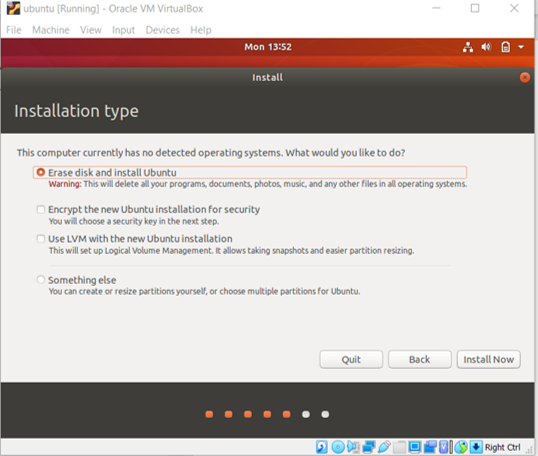 ubuntu [Running] - Oracle VM VirtualBox
File Machine View Input Devices Help
Mon 13:52
Install
Installation type
This computer currently has no detected operating systems. What would you like to do?
Erase disk and install Ubuntu
Warning: This will delete all your programs, documents, photos, music, and any other files in all operating systems.
Encrypt the new Ubuntu installation for security
You will choose a security key in the next step.
Use LVM with the new Ubuntu installation
This will set up Logical Volume Management. It allows taking snapshots and easier partition resizing.
Something else
You can create or resize partitions yourself, or choose multiple partitions for Ubuntu.
Quit Back Install Now
Right Ctrl